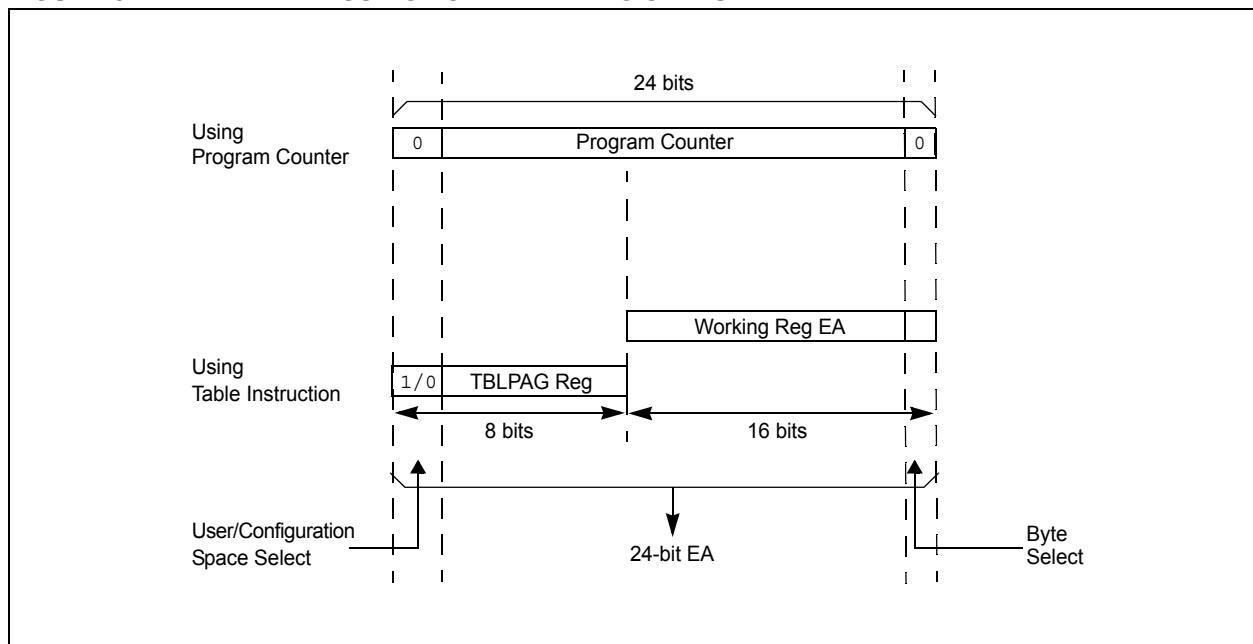 24 bits
Using
Program Counter
0
Program Counter
0
Working Reg EA
Using
Table Instruction
1/0
TBLPAG Reg
8 bits
16 bits
User/Configuration
Space Select
24-bit EA
Byte
Select